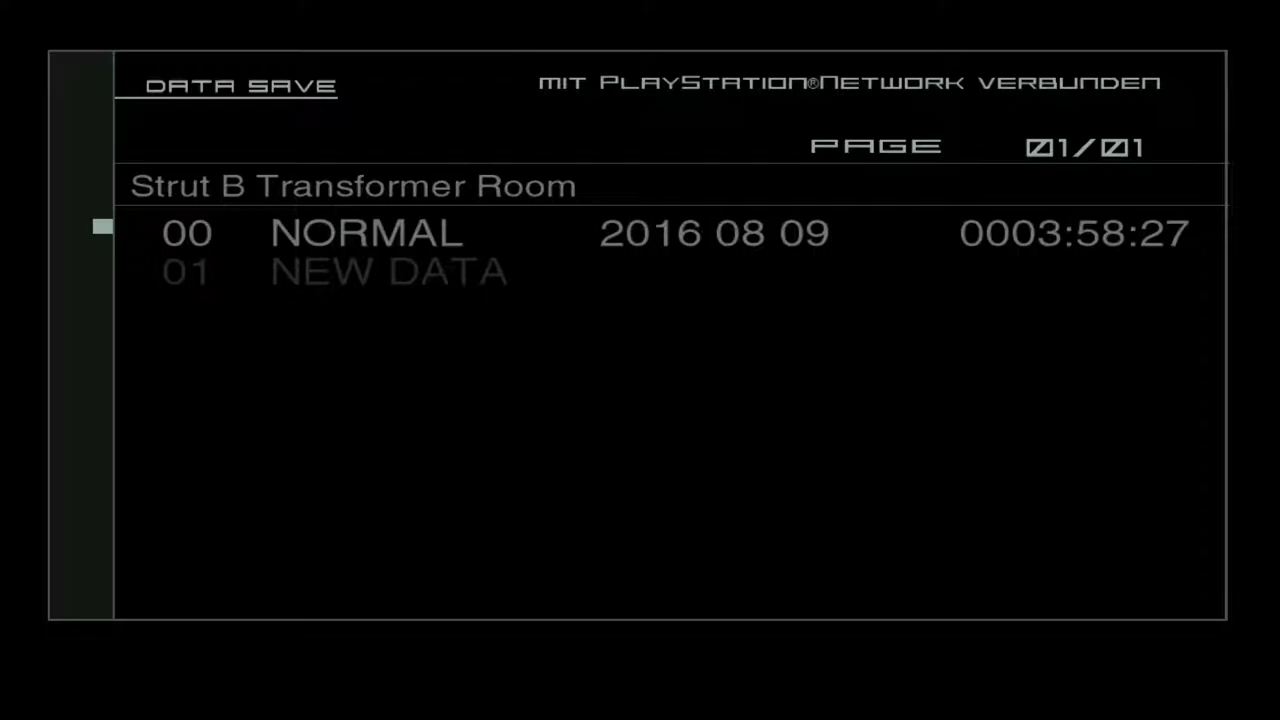 DATA SAVE
MIT PLAYSTATION®NETWORK VERBUNDEN
PAGE 01/01
Strut B Transformer Room
00 NORMAL 2016 08 09 0003:58:27
01 NEW DATA